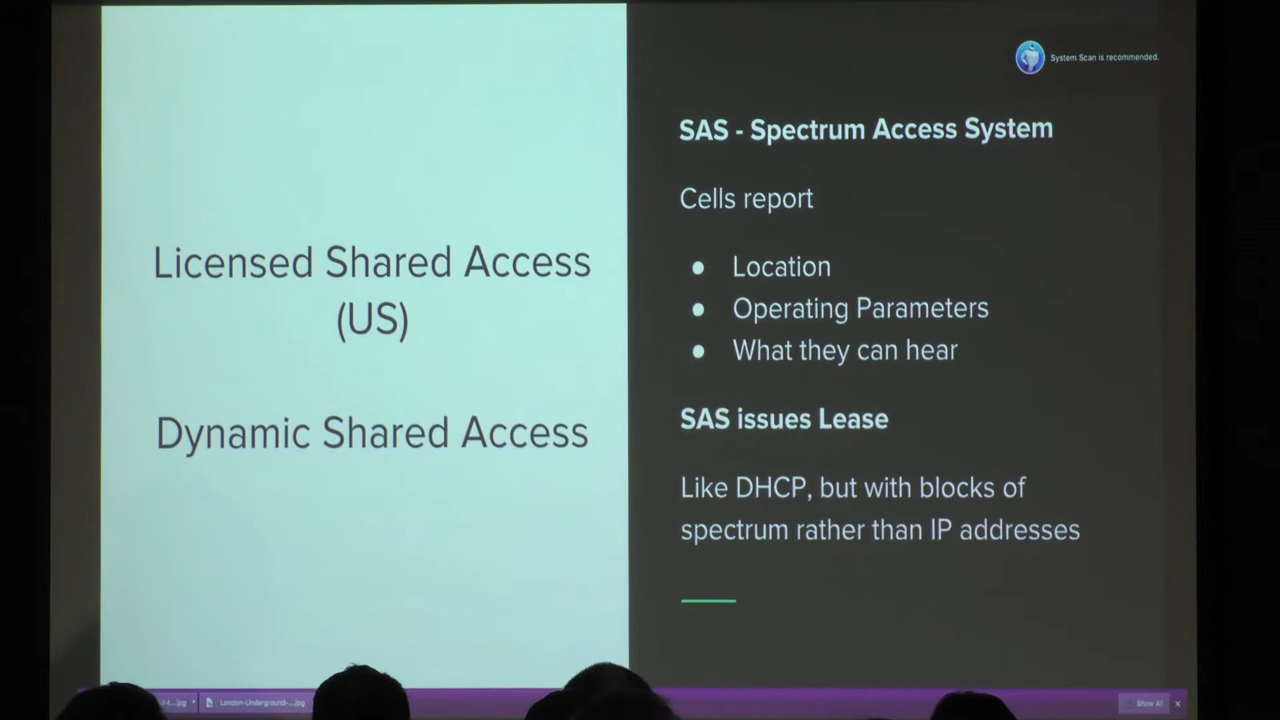 System Scan is recommended.
Licensed Shared Access
(US)
Dynamic Shared Access
SAS - Spectrum Access System
Cells report
● Location
● Operating Parameters
● What they can hear
SAS issues Lease
Like DHCP, but with blocks of
spectrum rather than IP addresses
London-Underground-....jpg
Show All